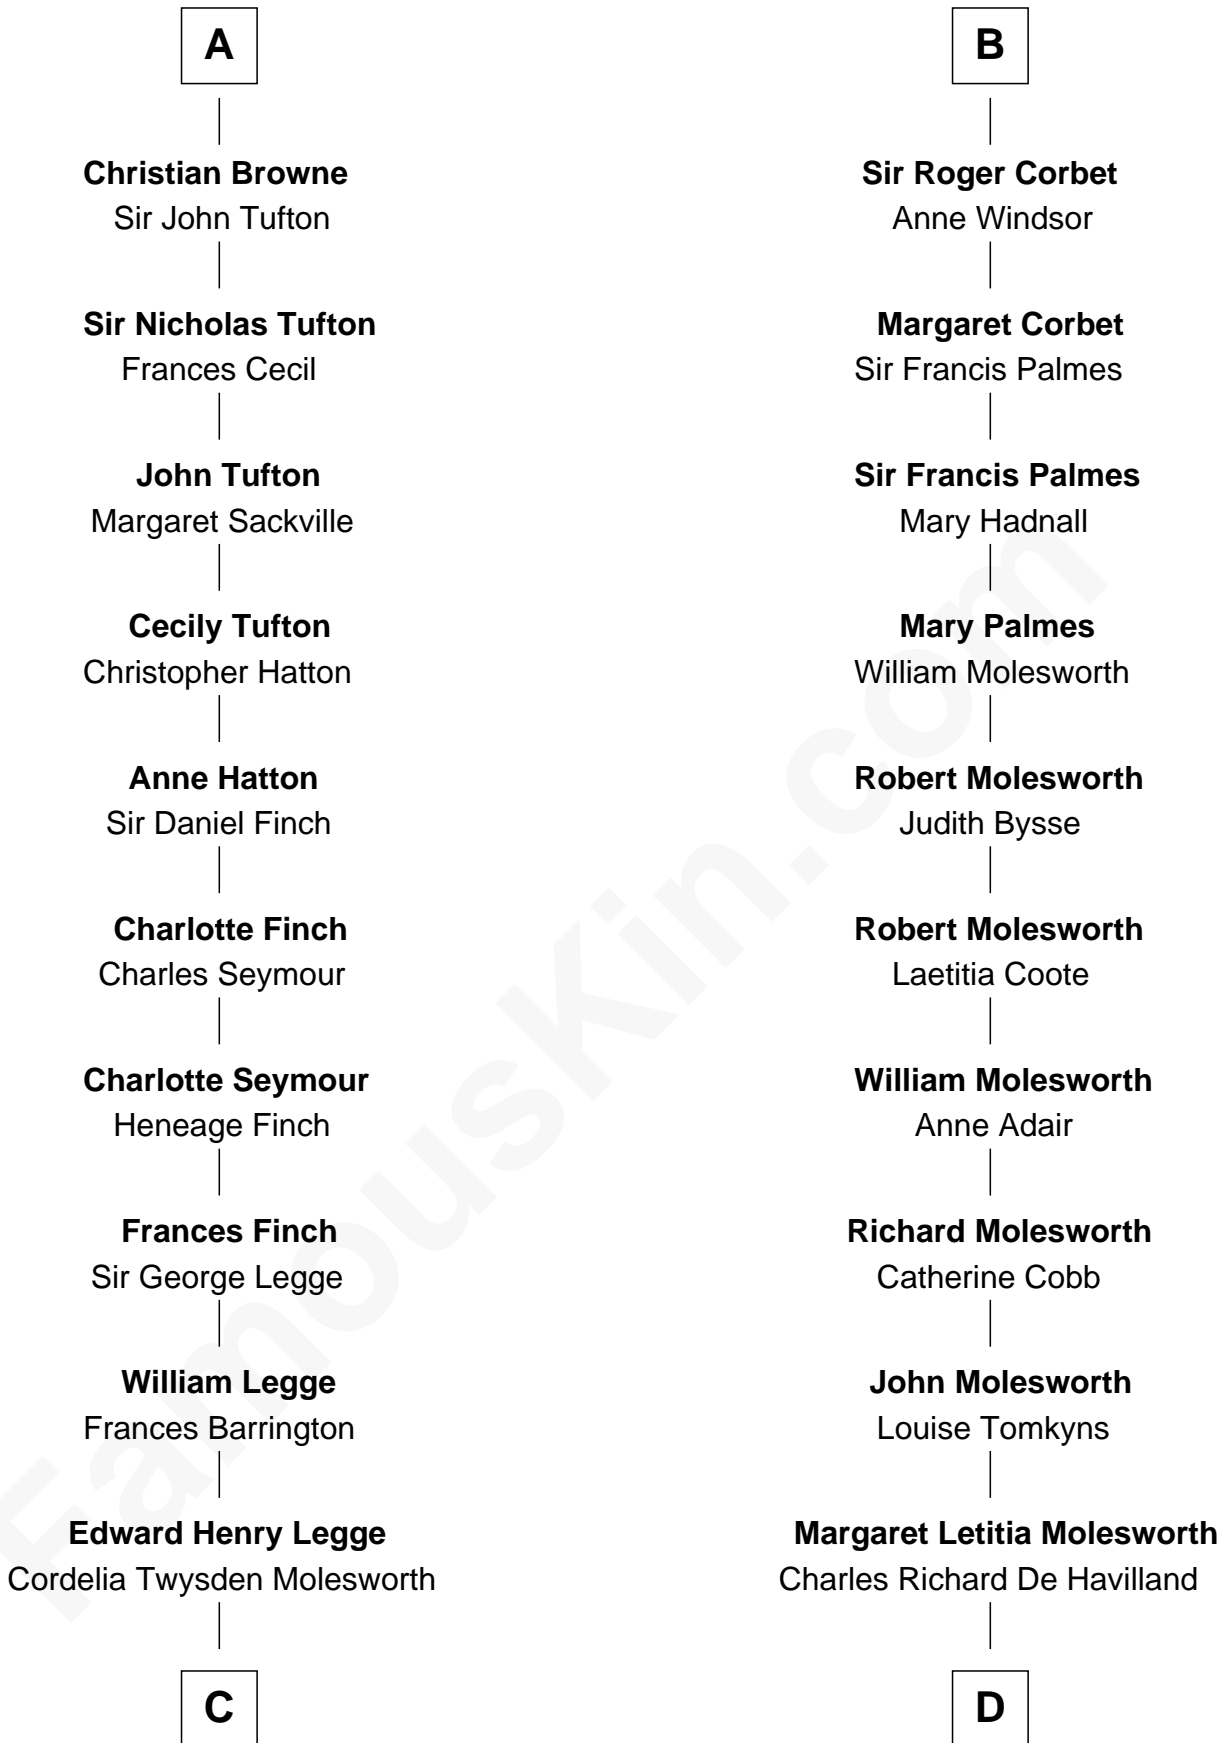 A
Christian Browne
Sir John Tufton
Sir Nicholas Tufton
Frances Cecil
John Tufton
Margaret Sackville
Cecily Tufton
Christopher Hatton
Anne Hatton
Sir Daniel Finch
Charlotte Finch
Charles Seymour
Charlotte Seymour
Heneage Finch
Frances Finch
Sir George Legge
William Legge
Frances Barrington
Edward Henry Legge
Cordelia Twysden Molesworth
C
B
Sir Roger Corbet
Anne Windsor
Margaret Corbet
Sir Francis Palmes
Sir Francis Palmes
Mary Hadnall
Mary Palmes
William Molesworth
Robert Molesworth
Judith Bysse
Robert Molesworth
Laetitia Coote
William Molesworth
Anne Adair
Richard Molesworth
Catherine Cobb
John Molesworth
Louise Tomkyns
Margaret Letitia Molesworth
Charles Richard De Havilland
D
FamousKin.com